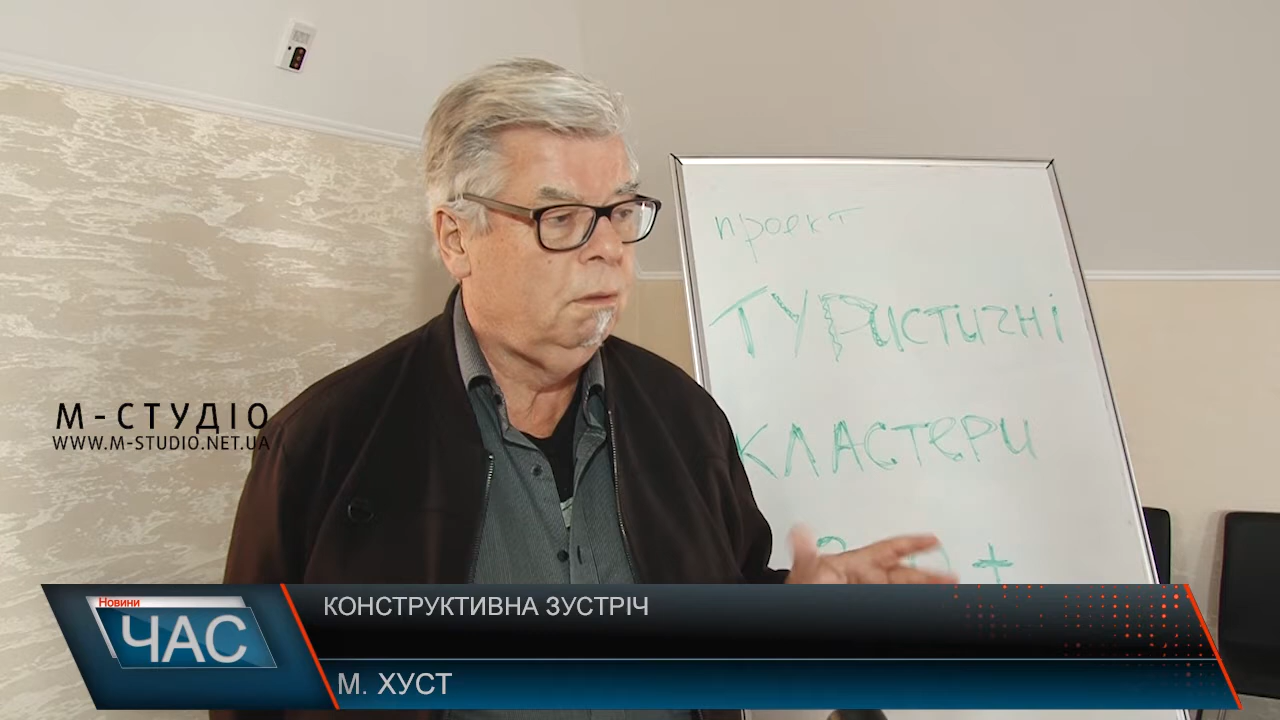 проект
ТУРИСТИЧНІ
КЛАСТЕРИ
М-СТУДІО
WWW.M-STUDIO.NET.UA
Новини
ЧАС
КОНСТРУКТИВНА ЗУСТРІЧ
М. ХУСТ